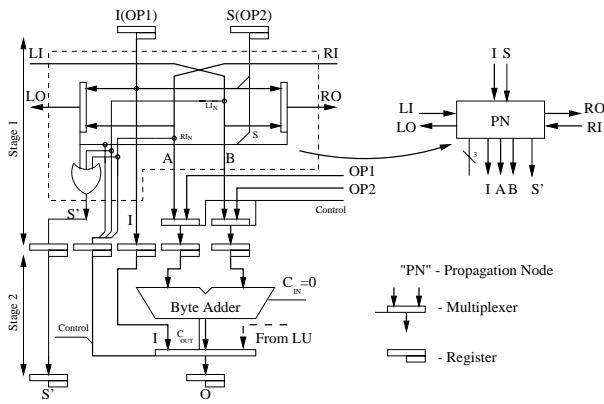 I(OP1)
S(OP2)
LI
RI
LO
RO
LI_N
RI_N
S
A
B
Stage 1
S'
I
OP1
OP2
Control
I S
LI
PN
RO
LO
RI
3
I A B
S'
Stage 2
C_IN=0
Byte Adder
Control
I
C_OUT
From LU
S'
O
"PN" - Propagation Node
- Multiplexer
- Register